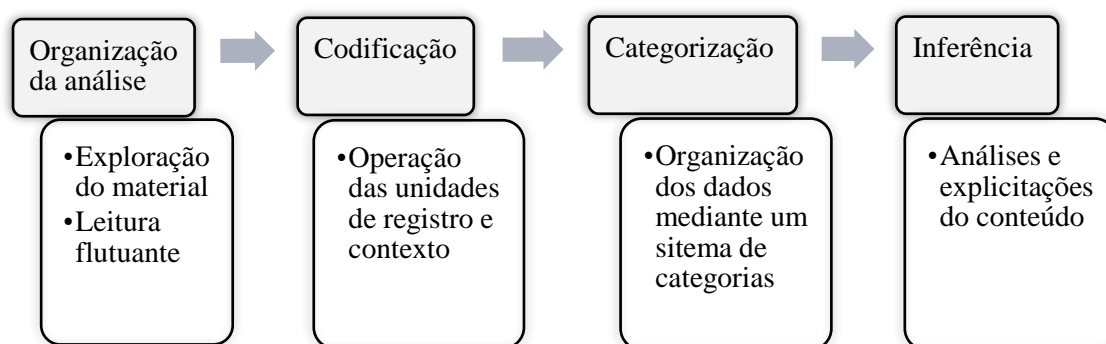 Organização
da análise
•Exploração
do material
•Leitura
flutuante
Codificação
•Operação
das unidades
de registro e
contexto
Categorização
•Organização
dos dados
mediante um
sitema de
categorias
Inferência
•Análises e
explicitações
do conteúdo